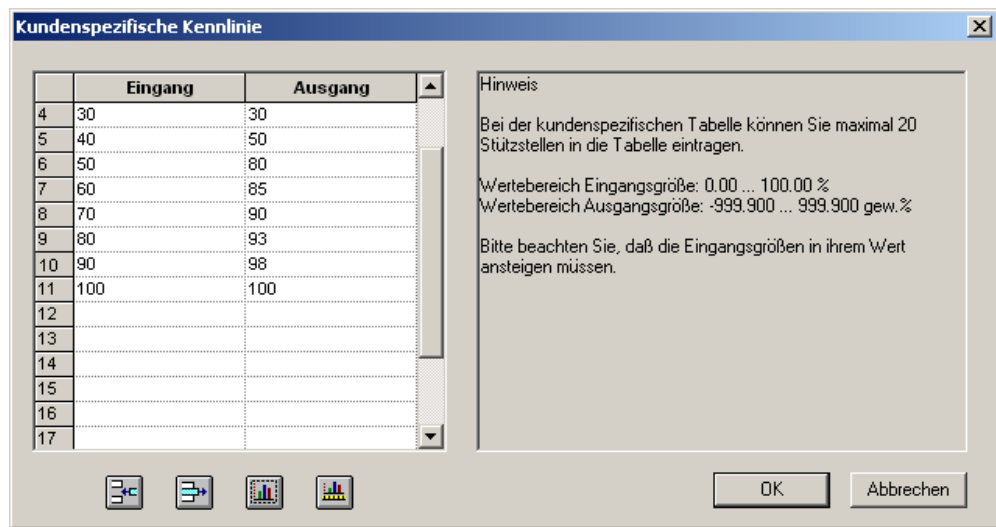 Kundenspezifische Kennlinie
Eingang Ausgang
4 30 30
5 40 50
6 50 80
7 60 85
8 70 90
9 80 93
10 90 98
11 100 100
12
13
14
15
16
17
Hinweis
Bei der kundenspezifischen Tabelle können Sie maximal 20
Stützstellen in die Tabelle eintragen.
Wertebereich Eingangsgröße: 0.00 ... 100.00 %
Wertebereich Ausgangsgröße: -999.900 ... 999.900 gew.%
Bitte beachten Sie, daß die Eingangsgrößen in ihrem Wert
ansteigen müssen.
OK Abbrechen